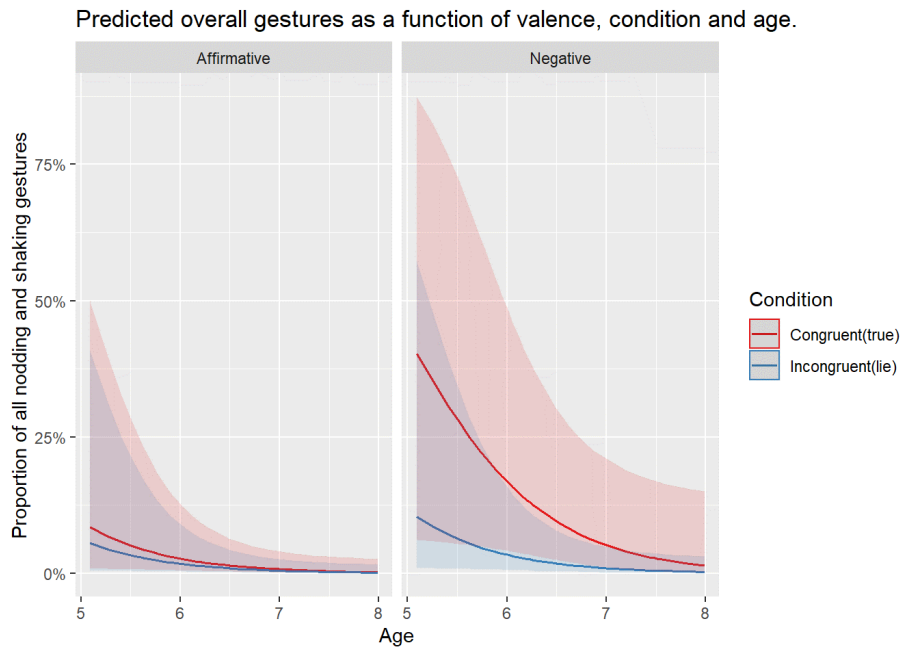 Predicted overall gestures as a function of valence, condition and age.
Affirmative
Negative
Proportion of all nodding and shaking gestures
75%
50%
25%
0%
5 6 7 8
5 6 7 8
Age
Condition
Congruent(true)
Incongruent(lie)